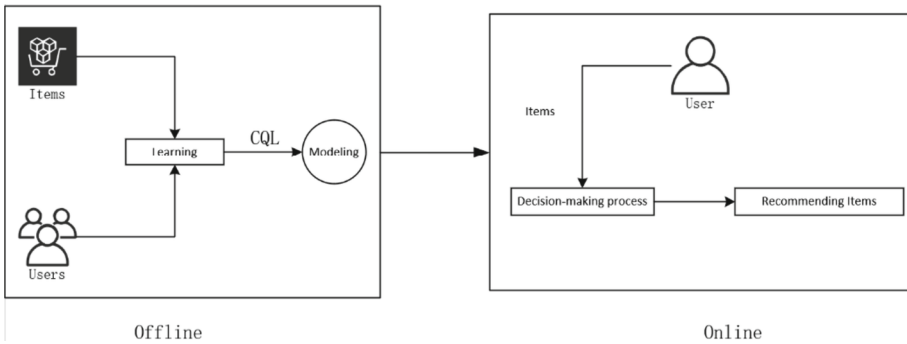 Items
Users
Learning
CQL
Modeling
User
Items
Decision-making process
Recommending Items
Offline
Online